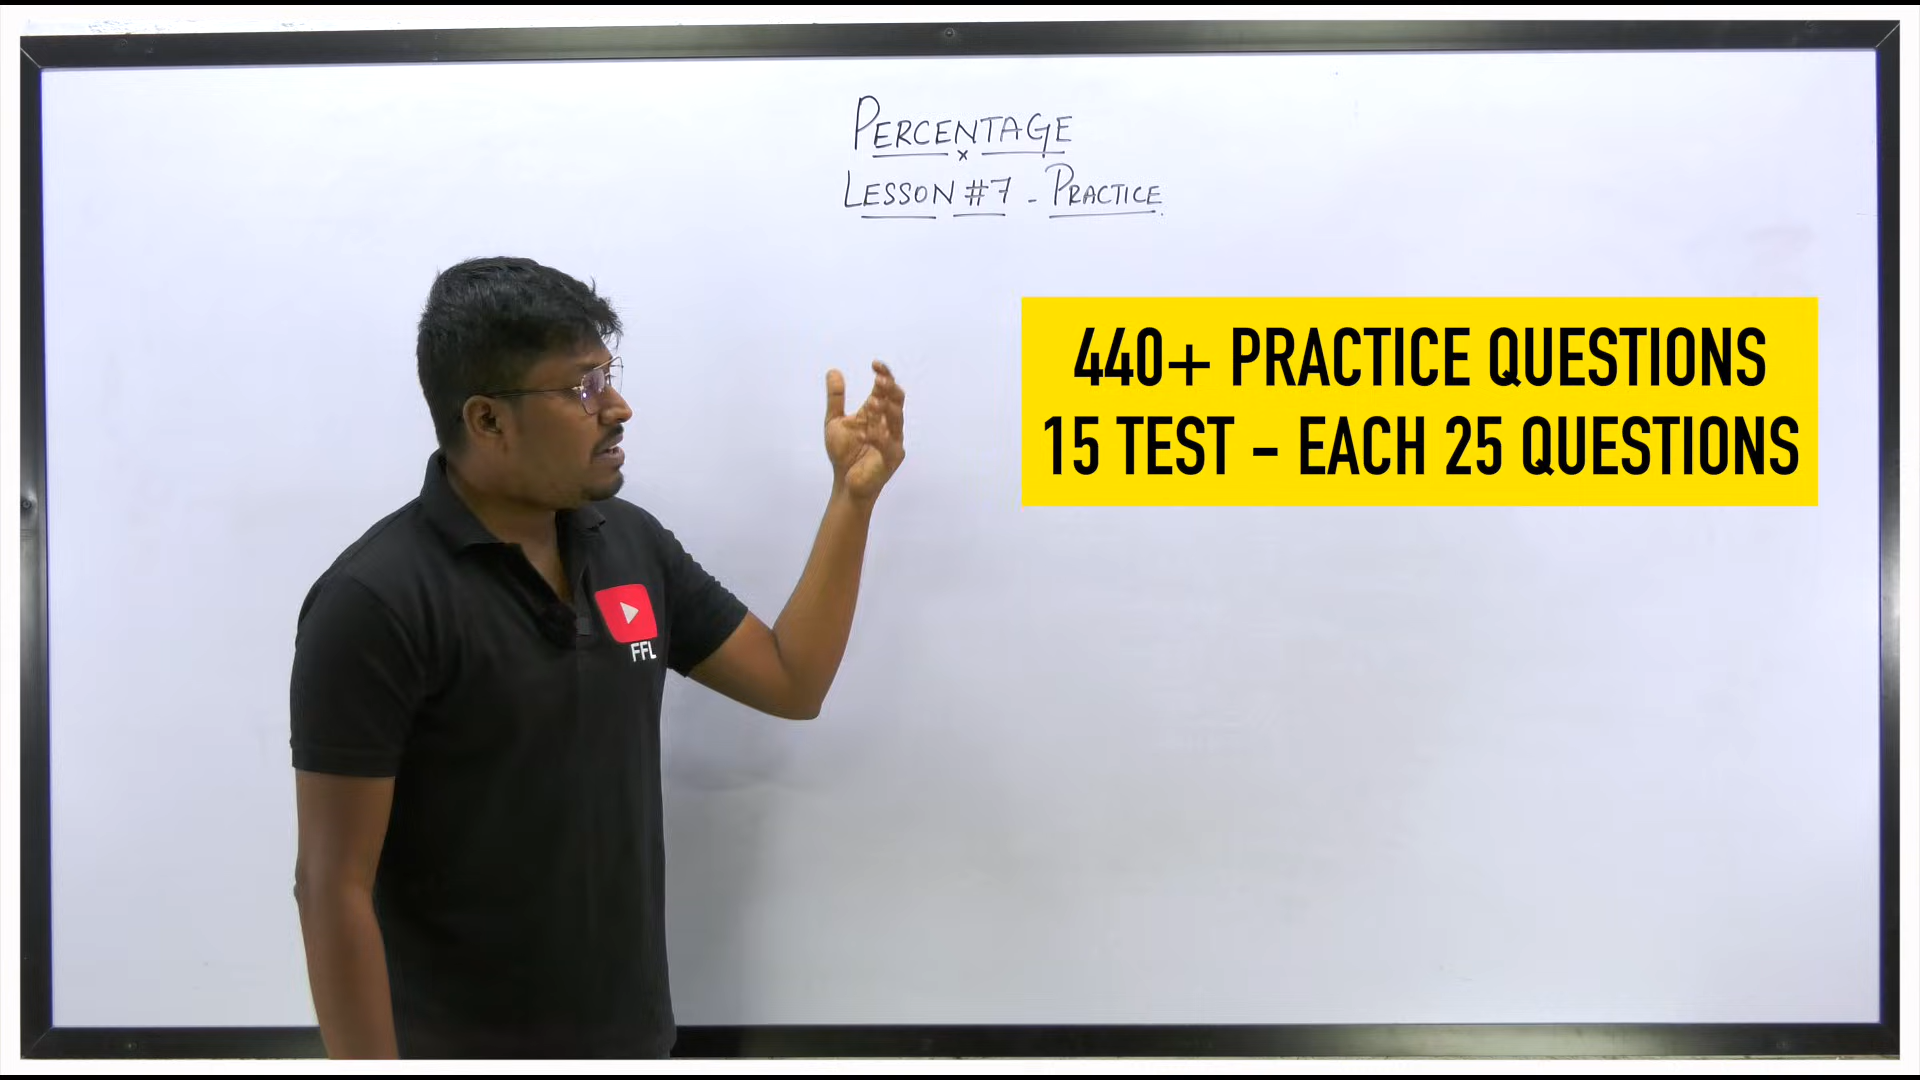 PERCENTAGE
LESSON #7 - PRACTICE
440+ PRACTICE QUESTIONS
15 TEST - EACH 25 QUESTIONS
FFL